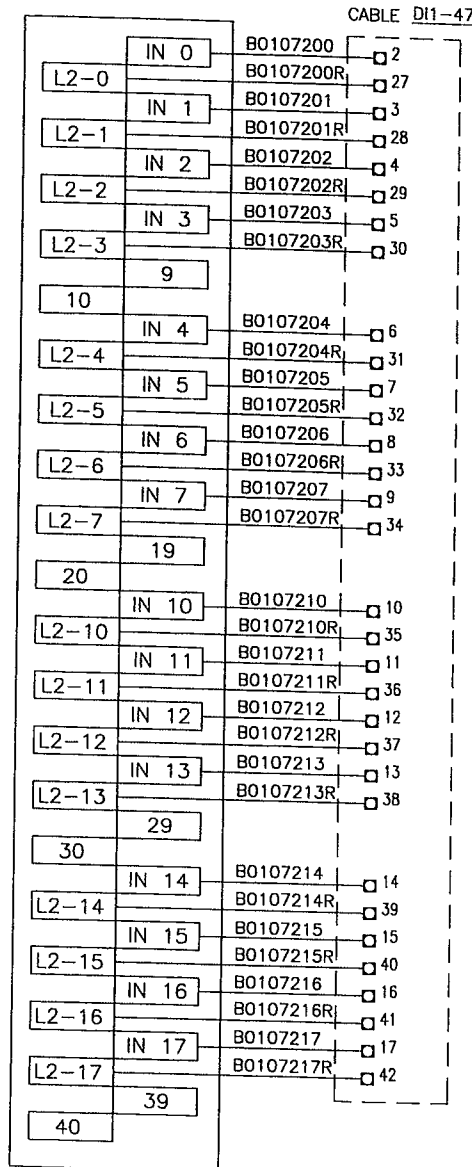 CABLE DI1-47
IN 0 B0107200 2
L2-0 B0107200R 27
IN 1 B0107201 3
L2-1 B0107201R 28
IN 2 B0107202 4
L2-2 B0107202R 29
IN 3 B0107203 5
L2-3 B0107203R 30
9
10
IN 4 B0107204 6
L2-4 B0107204R 31
IN 5 B0107205 7
L2-5 B0107205R 32
IN 6 B0107206 8
L2-6 B0107206R 33
IN 7 B0107207 9
L2-7 B0107207R 34
19
20
IN 10 B0107210 10
L2-10 B0107210R 35
IN 11 B0107211 11
L2-11 B0107211R 36
IN 12 B0107212 12
L2-12 B0107212R 37
IN 13 B0107213 13
L2-13 B0107213R 38
29
30
IN 14 B0107214 14
L2-14 B0107214R 39
IN 15 B0107215 15
L2-15 B0107215R 40
IN 16 B0107216 16
L2-16 B0107216R 41
IN 17 B0107217 17
L2-17 B0107217R 42
39
40